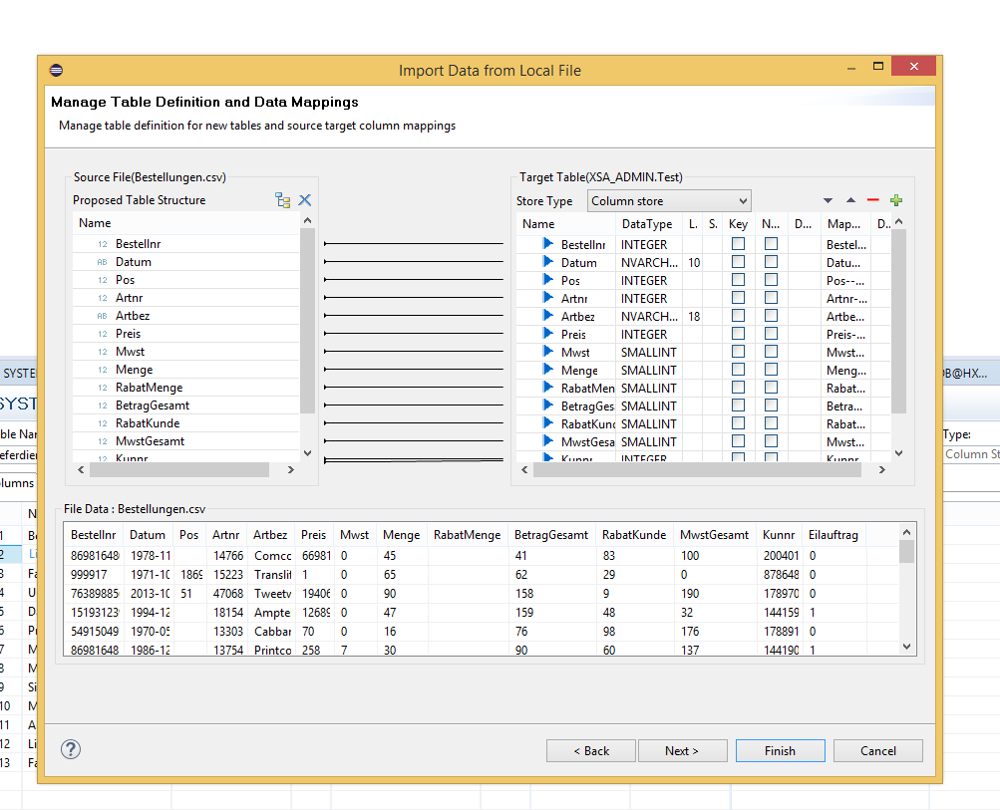 Import Data from Local File
Manage Table Definition and Data Mappings
Manage table definition for new tables and source target column mappings
Source File(Bestellungen.csv)
Proposed Table Structure
Name
12 Bestellnr
AB Datum
12 Pos
12 Artnr
AB Artbez
12 Preis
12 Mwst
12 Menge
12 RabatMenge
12 BetragGesamt
12 RabatKunde
12 MwstGesamt
12 Kunnr
Target Table(XSA_ADMIN.Test)
Store Type Column store
Name DataType L. S. Key N... D... Map... D..
Bestellnr INTEGER Bestel...
Datum NVARCH... 10 Datu...
Pos INTEGER Pos--...
Artnr INTEGER Artnr-...
Artbez NVARCH... 18 Artbe...
Preis INTEGER Preis-...
Mwst SMALLINT Mwst...
Menge SMALLINT Meng...
RabatMen SMALLINT Rabat...
BetragGes SMALLINT Betra...
RabatKunc SMALLINT Rabat...
MwstGesa SMALLINT Mwst...
Kunnr INTEGER Kunn...
File Data : Bestellungen.csv
Bestellnr Datum Pos Artnr Artbez Preis Mwst Menge RabatMenge BetragGesamt RabatKunde MwstGesamt Kunnr Eilauftrag
86981648 1978-11 14766 Comcc 66981 0 45 41 83 100 200401 0
999917 1971-10 1869 15223 Translif 1 0 65 62 29 0 878648 0
76389885 2013-10 51 47068 Tweetv 19406 0 90 158 9 190 178970 0
15193123 1994-12 18154 Ampte 12689 0 47 159 48 32 144159 1
54915049 1970-05 13303 Cabbar 70 0 16 76 98 176 178891 0
86981648 1986-12 13754 Printco 258 7 30 90 60 137 144190 1
< Back
Next >
Finish
Cancel
SYSTE
SYST
ble Nar
eferdier
lumns
N
1 Be
2 Li
3 Fa
4 U
5 D
6 Pr
7 M
8 M
9 Si
10 M
11 A
12 Li
13 Fa
DB@HX...
Type:
Column St